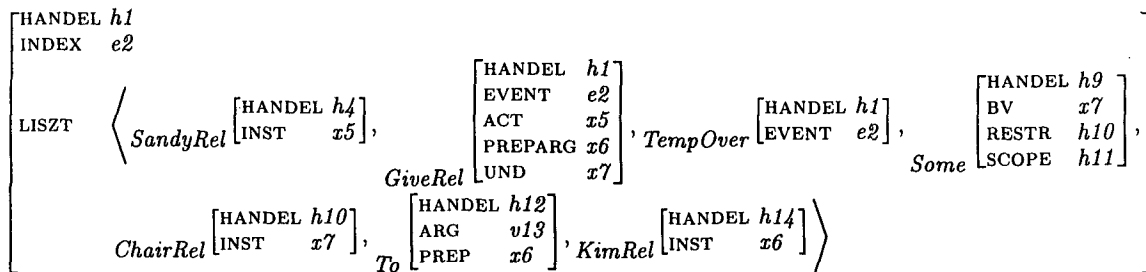 HANDEL h1
INDEX e2
LISZT ⟨ SandyRel [HANDEL h4, INST x5], GiveRel [HANDEL h1, EVENT e2, ACT x5, PREPARG x6, UND x7], TempOver [HANDEL h1, EVENT e2], Some [HANDEL h9, BV x7, RESTR h10, SCOPE h11],
ChairRel [HANDEL h10, INST x7], To [HANDEL h12, ARG v13, PREP x6], KimRel [HANDEL h14, INST x6] ⟩